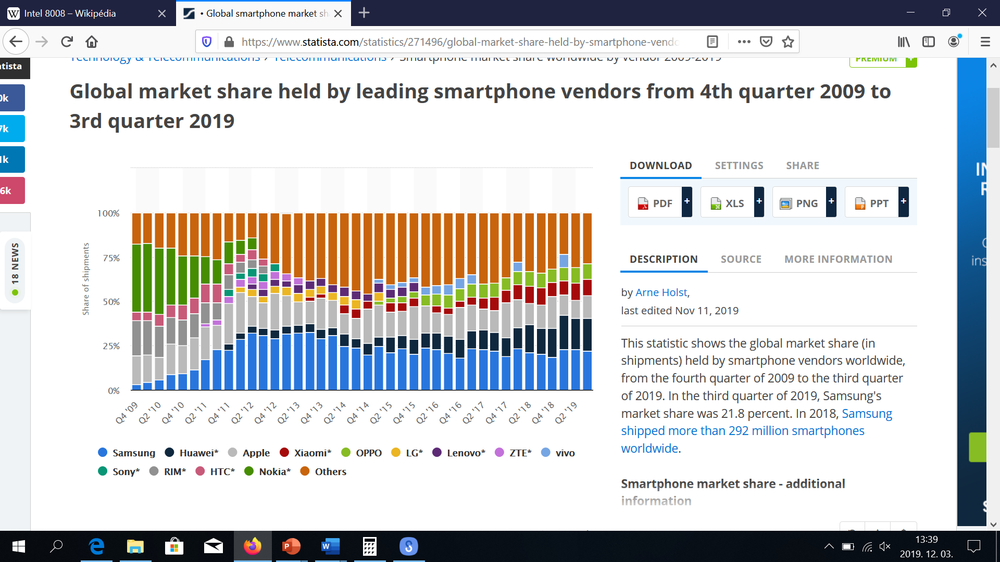 Intel 8008 – Wikipédia
• Global smartphone market sh
https://www.statista.com/statistics/271496/global-market-share-held-by-smartphone-vendo
Technology & Telecommunications › Telecommunications › Smartphone market share worldwide by vendor 2009-2019
PREMIUM +
tista
0k
7k
1k
6k
18 NEWS
Global market share held by leading smartphone vendors from 4th quarter 2009 to
3rd quarter 2019
Share of shipments
100%
75%
50%
25%
0%
Q4 '09 Q2 '10 Q4 '10 Q2 '11 Q4 '11 Q2 '12 Q4 '12 Q2 '13 Q4 '13 Q2 '14 Q4 '14 Q2 '15 Q4 '15 Q2 '16 Q4 '16 Q2 '17 Q4 '17 Q2 '18 Q4 '18 Q2 '19
Samsung Huawei* Apple Xiaomi* OPPO LG* Lenovo* ZTE* vivo
Sony* RIM* HTC* Nokia* Others
DOWNLOAD SETTINGS SHARE
PDF + XLS + PNG + PPT +
DESCRIPTION SOURCE MORE INFORMATION
by Arne Holst,
last edited Nov 11, 2019
This statistic shows the global market share (in
shipments) held by smartphone vendors worldwide,
from the fourth quarter of 2009 to the third quarter
of 2019. In the third quarter of 2019, Samsung's
market share was 21.8 percent. In 2018, Samsung
shipped more than 292 million smartphones
worldwide.
Smartphone market share - additional
information
ins
13:39
2019. 12. 03.